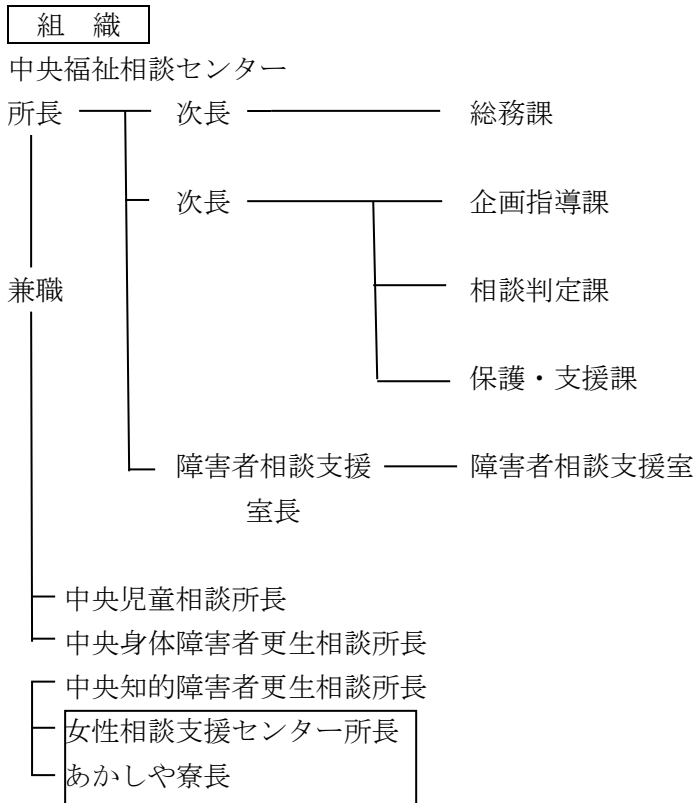 組　織
中央福祉相談センター
所長　次長　総務課
次長　企画指導課
兼職　相談判定課
保護・支援課
障害者相談支援　障害者相談支援室
室長
中央児童相談所長
中央身体障害者更生相談所長
中央知的障害者更生相談所長
女性相談支援センター所長
あかしや寮長